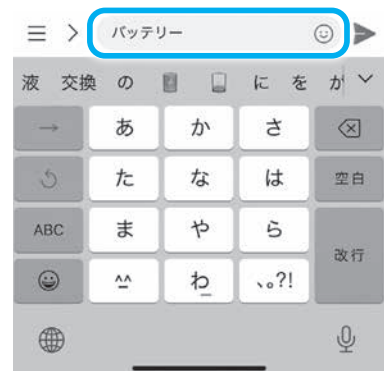 バッテリー
液 交換 の に を が
→ あ か さ
た な は 空白
ABC ま や ら
改行
^^ わ_ 、。?!